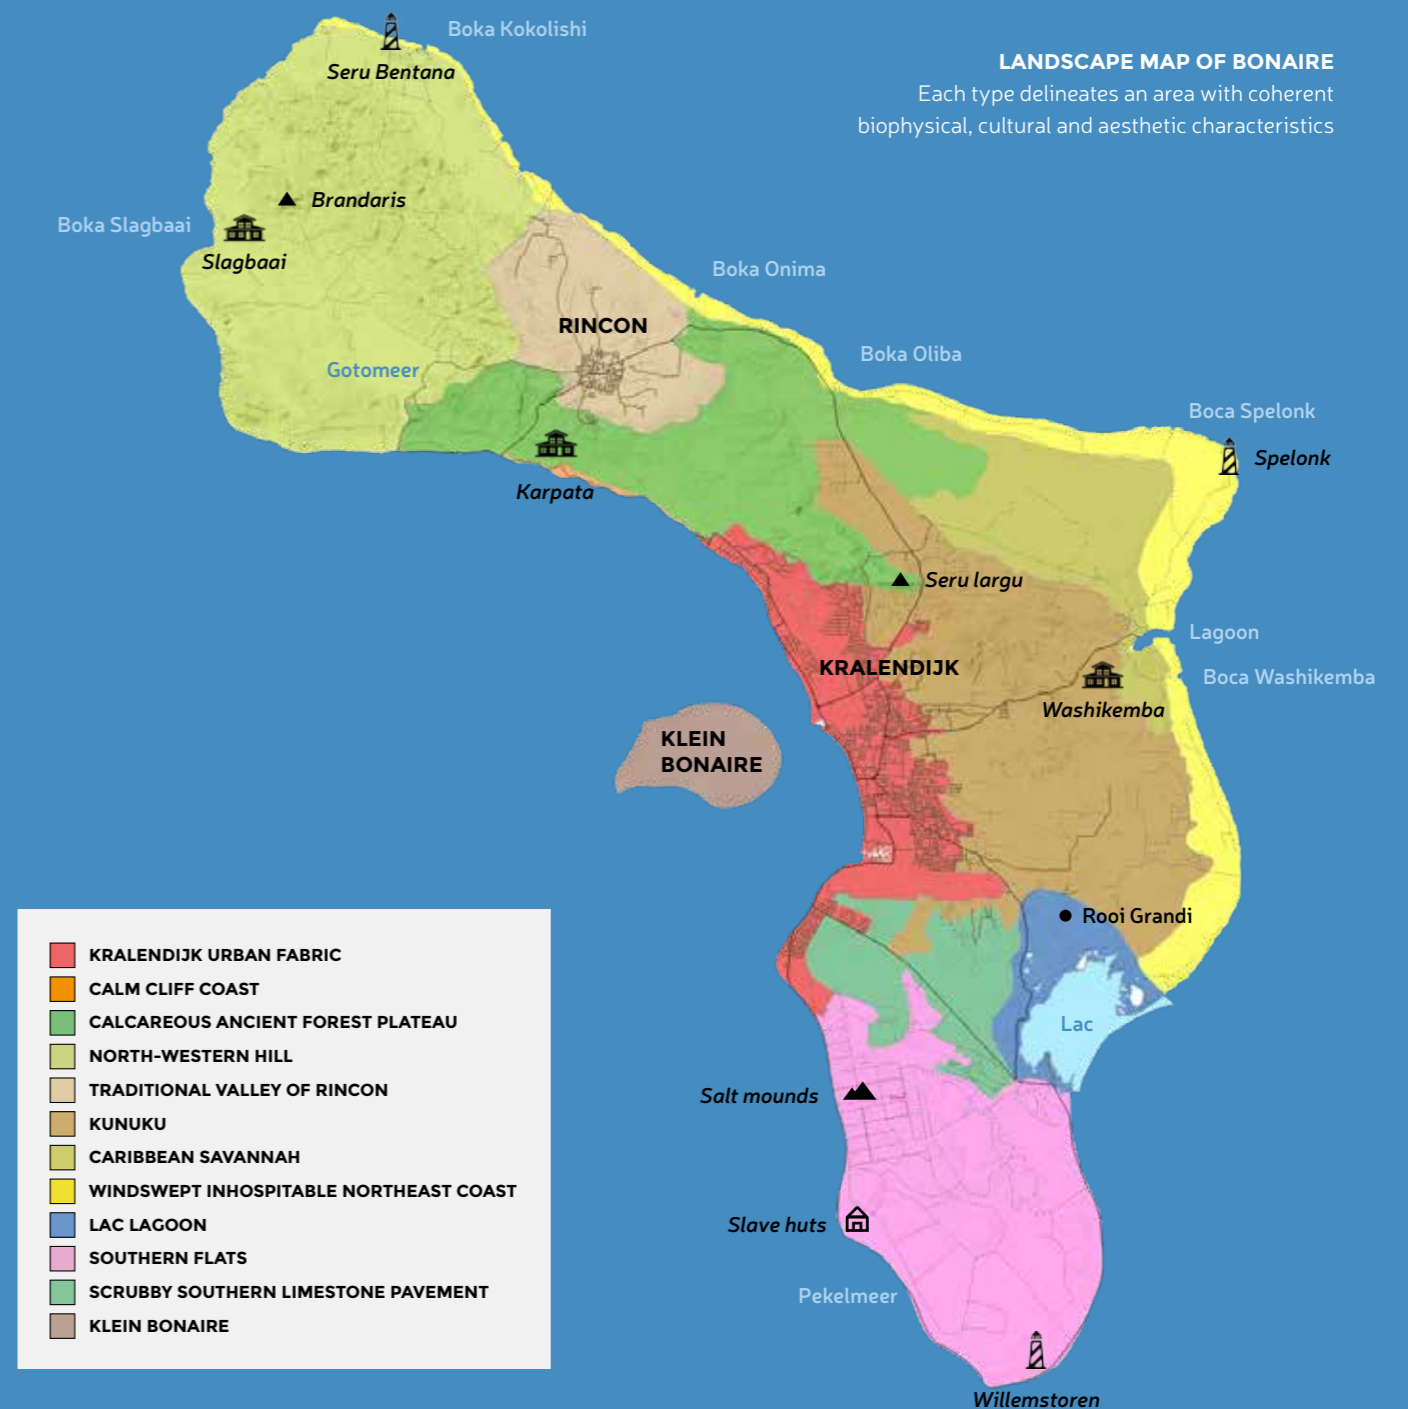 Boka Kokolishi
Seru Bentana
LANDSCAPE MAP OF BONAIRE
Each type delineates an area with coherent
biophysical, cultural and aesthetic characteristics
Brandaris
Boka Slagbaai
Slagbaai
Boka Onima
RINCON
Boka Oliba
Gotomeer
Boca Spelonk
Spelonk
Karpata
Seru largu
Lagoon
KRALENDIJK
Boca Washikemba
Washikemba
KLEIN
BONAIRE
Rooi Grandi
Lac
Salt mounds
Slave huts
Pekelmeer
Willemstoren
KRALENDIJK URBAN FABRIC
CALM CLIFF COAST
CALCAREOUS ANCIENT FOREST PLATEAU
NORTH-WESTERN HILL
TRADITIONAL VALLEY OF RINCON
KUNUKU
CARIBBEAN SAVANNAH
WINDSWEPT INHOSPITABLE NORTHEAST COAST
LAC LAGOON
SOUTHERN FLATS
SCRUBBY SOUTHERN LIMESTONE PAVEMENT
KLEIN BONAIRE